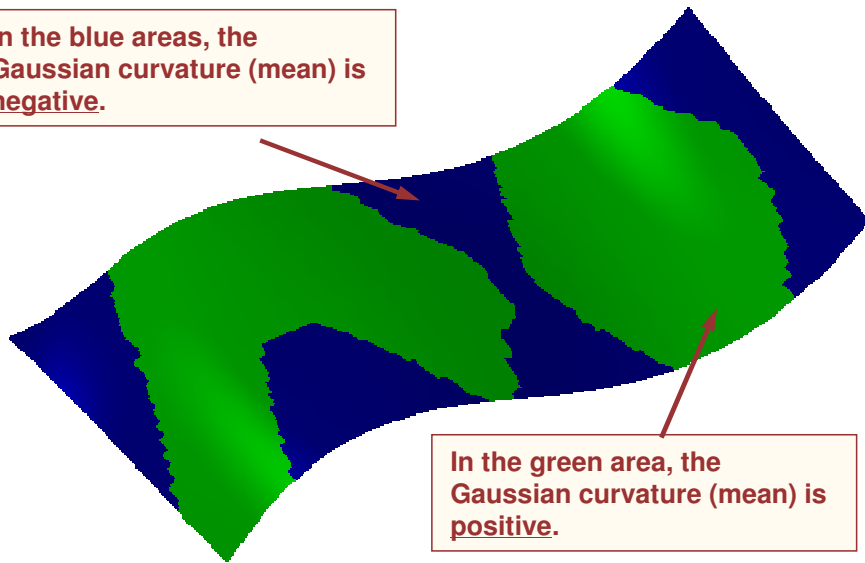 n the blue areas, the
Gaussian curvature (mean) is
negative.
In the green area, the
Gaussian curvature (mean) is
positive.